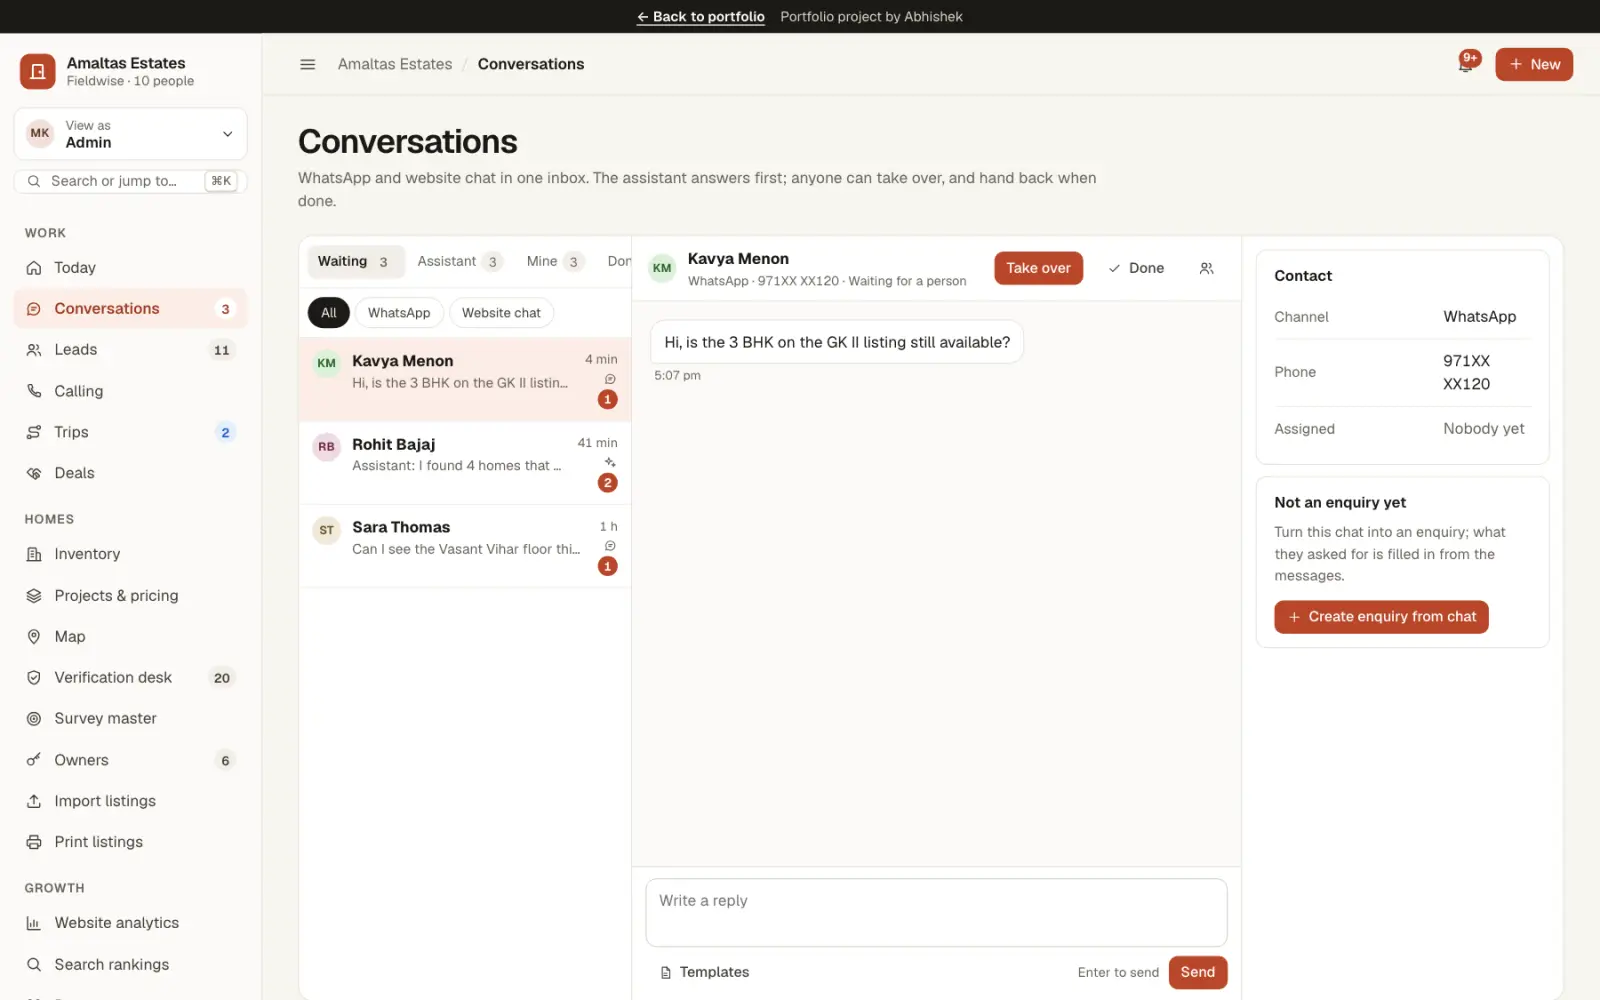 ← Back to portfolio Portfolio project by Abhishek
Amaltas Estates
Fieldwise · 10 people
MK
View as
Admin
Search or jump to...
⌘K
WORK
Today
Conversations 3
Leads 11
Calling
Trips 2
Deals
HOMES
Inventory
Projects & pricing
Map
Verification desk 20
Survey master
Owners 6
Import listings
Print listings
GROWTH
Website analytics
Search rankings
Amaltas Estates / Conversations
9+
+ New
Conversations
WhatsApp and website chat in one inbox. The assistant answers first; anyone can take over, and hand back when
done.
Waiting 3 Assistant 3 Mine 3 Don
All WhatsApp Website chat
KM
Kavya Menon 4 min
Hi, is the 3 BHK on the GK II listin...
1
RB
Rohit Bajaj 41 min
Assistant: I found 4 homes that ...
2
ST
Sara Thomas 1 h
Can I see the Vasant Vihar floor thi...
1
KM
Kavya Menon
WhatsApp · 971XX XX120 · Waiting for a person
Take over
Done
Hi, is the 3 BHK on the GK II listing still available?
5:07 pm
Write a reply
Templates
Enter to send
Send
Contact
Channel WhatsApp
Phone 971XX
XX120
Assigned Nobody yet
Not an enquiry yet
Turn this chat into an enquiry; what
they asked for is filled in from the
messages.
+ Create enquiry from chat